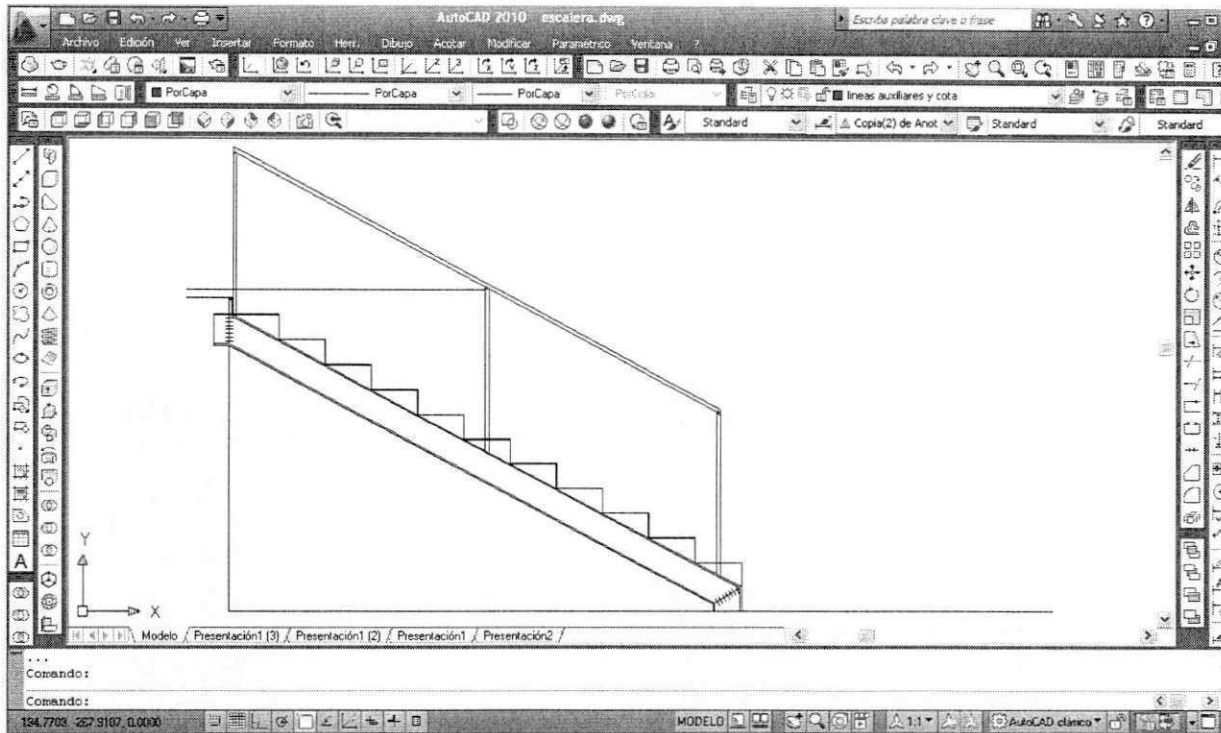 AutoCAD 2010 escalera.dwg
Escriba palabra clave o frase
Archivo Edición Ver Insertar Formato Herr. Dibujo Acotar Modificar Paramétrico Ventana ?
PorCapa PorCapa PorCapa PorColor lineas auxiliares y cota
Standard Copia(2) de Anot Standard Standard
A
Y
X
Modelo Presentación1 (3) Presentación1 (2) Presentación1 Presentación2
...
Comando:
Comando:
MODELO 1:1 AutoCAD clásico